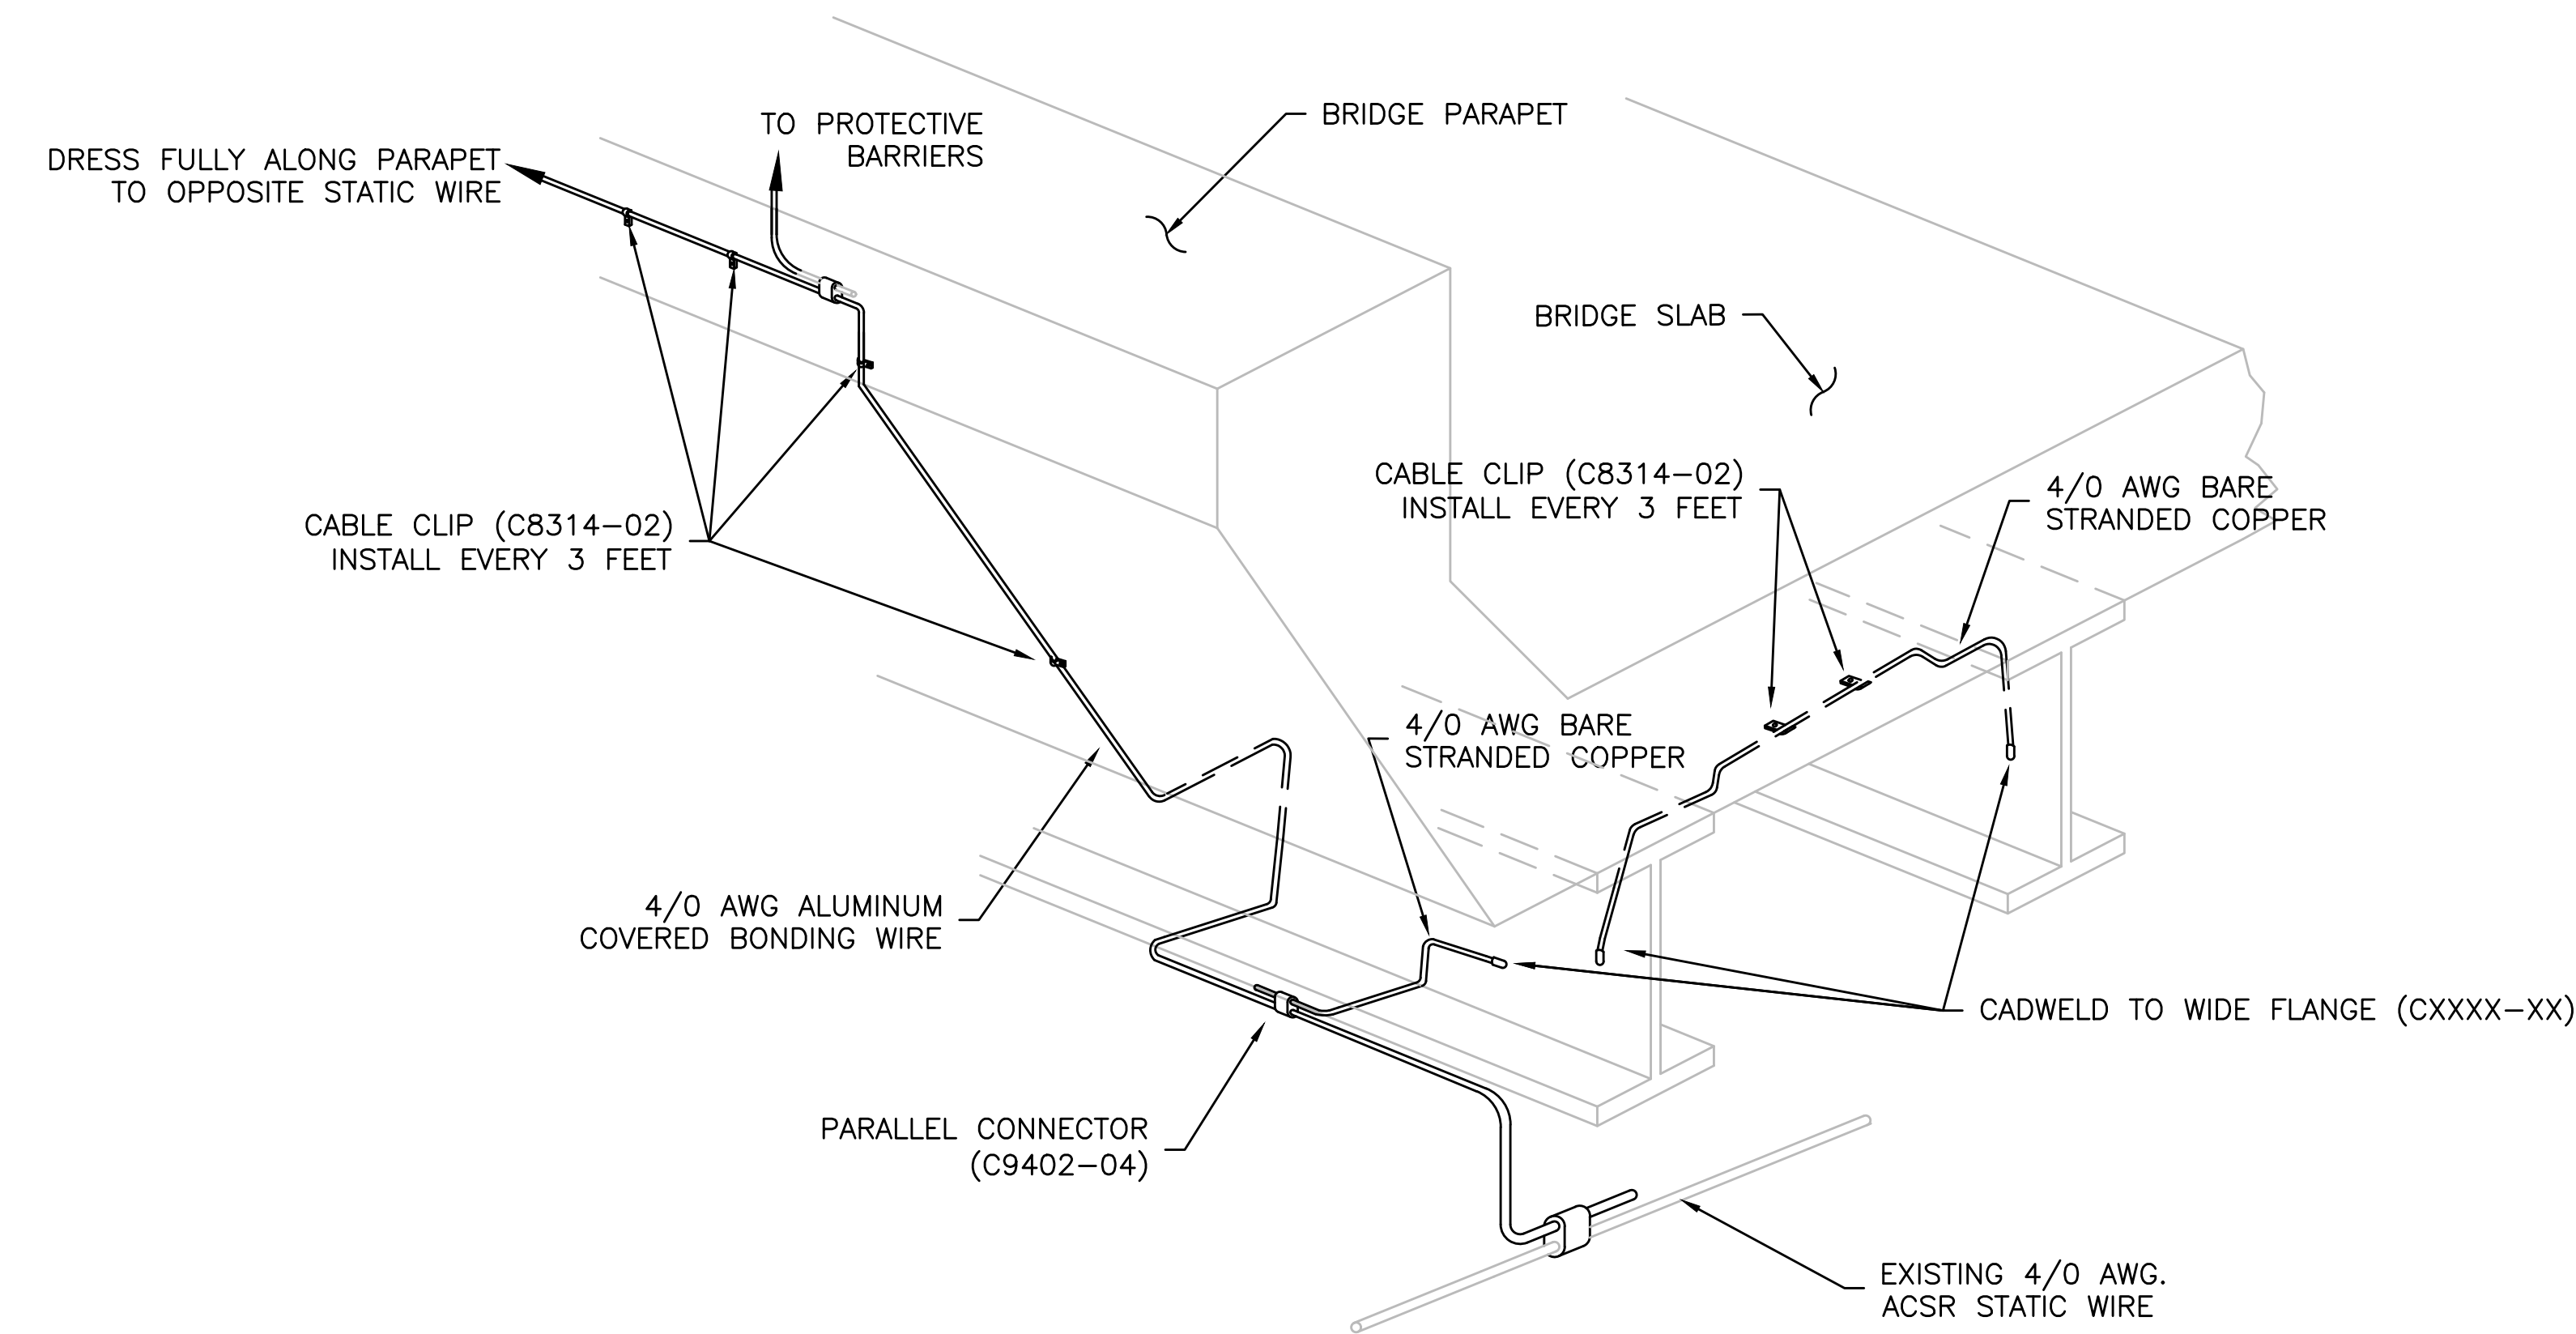 TO PROTECTIVE
BARRIERS
BRIDGE PARAPET
DRESS FULLY ALONG PARAPET
TO OPPOSITE STATIC WIRE
BRIDGE SLAB
CABLE CLIP (C8314-02)
INSTALL EVERY 3 FEET
4/0 AWG BARE
STRANDED COPPER
CABLE CLIP (C8314-02)
INSTALL EVERY 3 FEET
4/0 AWG BARE
STRANDED COPPER
4/0 AWG ALUMINUM
COVERED BONDING WIRE
CADWELD TO WIDE FLANGE (CXXXX-XX)
PARALLEL CONNECTOR
(C9402-04)
EXISTING 4/0 AWG.
ACSR STATIC WIRE